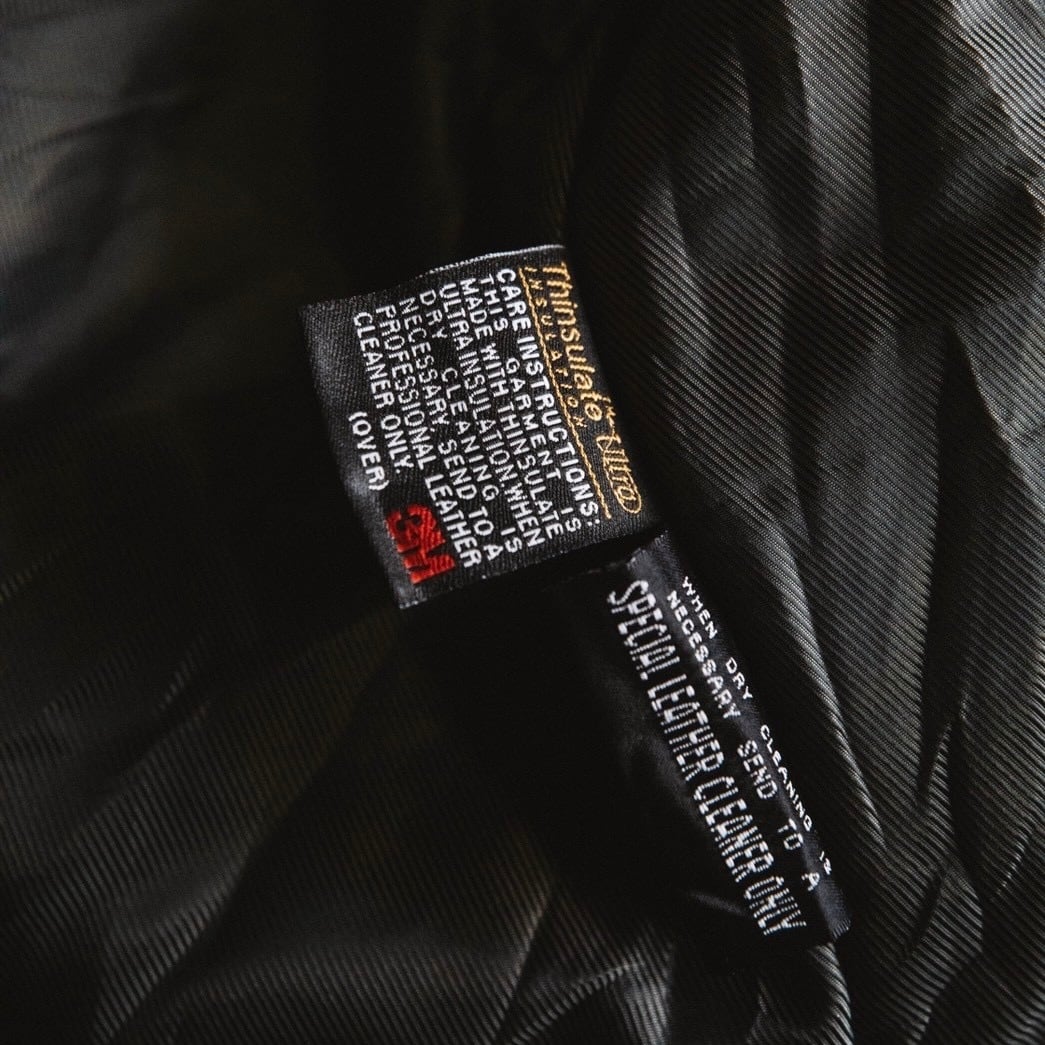 Thinsulate™ Ultra
INSULATION
CARE INSTRUCTIONS:
THIS GARMENT IS
MADE WITH THINSULATE
ULTRA INSULATION WHEN
DRY CLEANING IS
NECESSARY SEND TO A
PROFESSIONAL LEATHER
CLEANER ONLY.
(OVER)
3M
WHEN DRY CLEANING IS
NECESSARY SEND TO A
SPECIAL LEATHER CLEANER ONLY